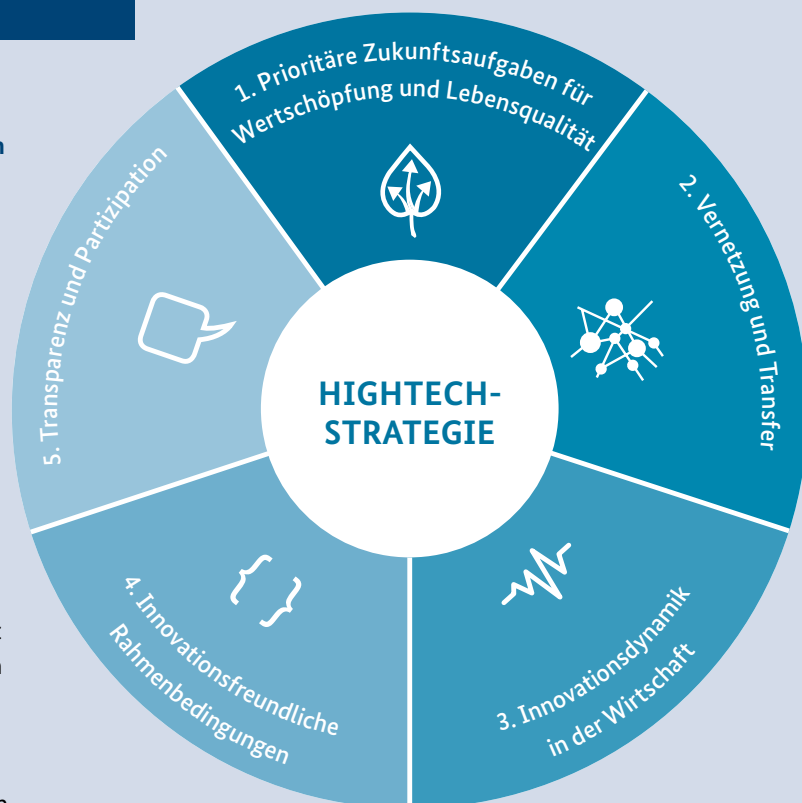 1. Prioritäre Zukunftsaufgaben für
Wertschöpfung und Lebensqualität
2. Vernetzung und Transfer
3. Innovationsdynamik
in der Wirtschaft
4. Innovationsfreundliche
Rahmenbedingungen
5. Transparenz und Partizipation
HIGHTECH-
STRATEGIE